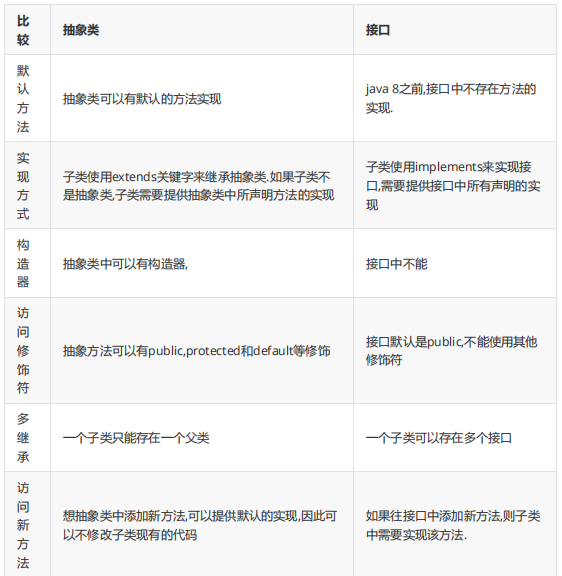 比
较
抽象类
接口
默
认
方
法
抽象类可以有默认的方法实现
java 8之前,接口中不存在方法的
实现.
实
现
方
式
子类使用extends关键字来继承抽象类.如果子类不
是抽象类,子类需要提供抽象类中所声明方法的实现
子类使用implements来实现接
口,需要提供接口中所有声明的实
现
构
造
器
抽象类中可以有构造器,
接口中不能
访
问
修
饰
符
抽象方法可以有public,protected和default等修饰
接口默认是public,不能使用其他
修饰符
多
继
承
一个子类只能存在一个父类
一个子类可以存在多个接口
访
问
新
方
法
想抽象类中添加新方法,可以提供默认的实现,因此可
以不修改子类现有的代码
如果往接口中添加新方法,则子类
中需要实现该方法.